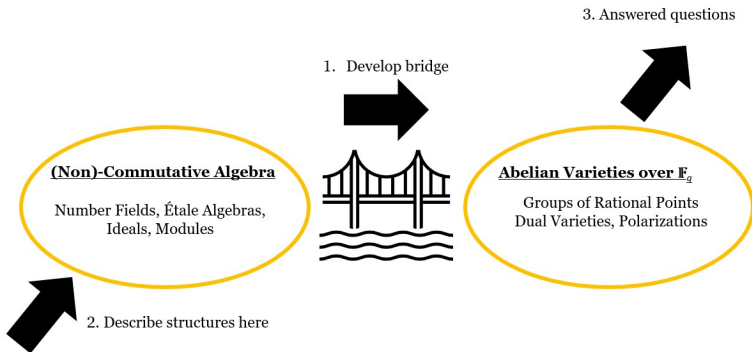 3. Answered questions
1. Develop bridge
(Non)-Commutative Algebra
Number Fields, Étale Algebras,
Ideals, Modules
Abelian Varieties over 𝔽q
Groups of Rational Points
Dual Varieties, Polarizations
2. Describe structures here